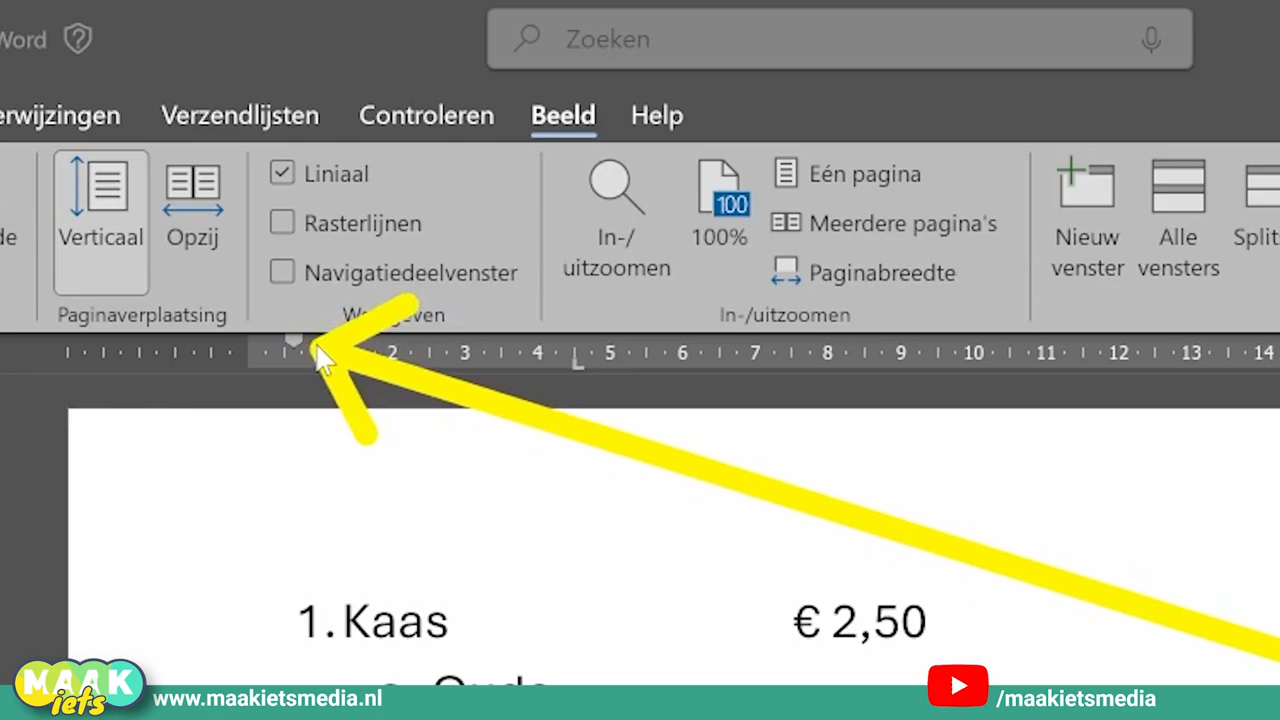 Word
Zoeken
erwijzingen Verzendlijsten Controleren Beeld Help
de
Verticaal
Opzij
Paginaverplaatsing
Liniaal
Rasterlijnen
Navigatiedeelvenster
In-/
uitzoomen
100
100%
Eén pagina
Meerdere pagina's
Paginabreedte
In-/uitzoomen
Nieuw
venster
Alle
vensters
Split
2 3 4 5 6 7 8 9 10 11 12 13 14
1. Kaas € 2,50
MAAK
iets
www.maakietsmedia.nl
/maakietsmedia